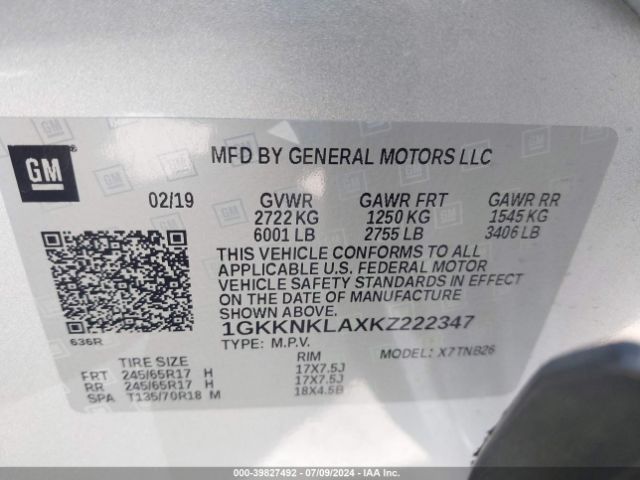 GM
MFD BY GENERAL MOTORS LLC
02/19 GVWR GAWR FRT GAWR RR
2722 KG 1250 KG 1545 KG
6001 LB 2755 LB 3406 LB
THIS VEHICLE CONFORMS TO ALL
APPLICABLE U.S. FEDERAL MOTOR
VEHICLE SAFETY STANDARDS IN EFFECT
ON THE DATE OF MANUFACTURE
SHOWN ABOVE.
1GKKNKLAXKZ222347
636R
TYPE: M.P.V. MODEL: X7TNB26
TIRE SIZE RIM
FRT 245/65R17 H 17X7.5J
RR 245/65R17 H 17X7.5J
SPA T135/70R18 M 18X4.5B
000-39827492 - 07/09/2024 - IAA Inc.